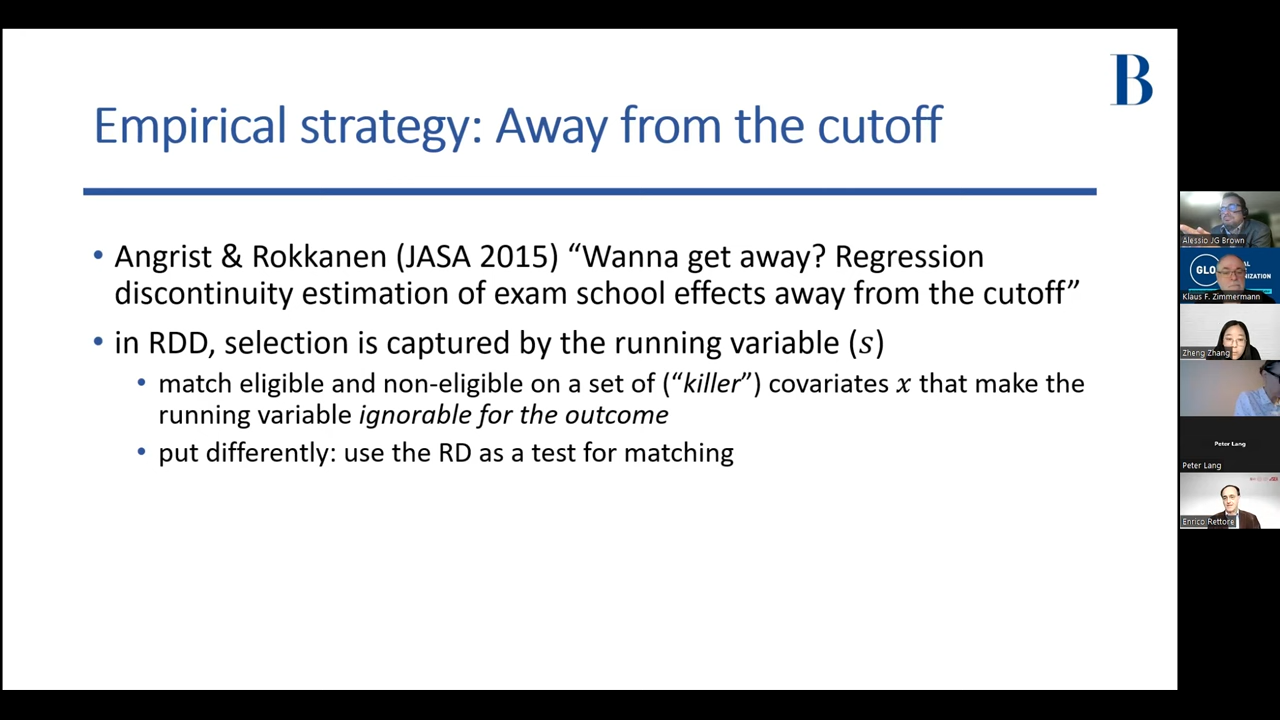 B
Empirical strategy: Away from the cutoff
• Angrist & Rokkanen (JASA 2015) “Wanna get away? Regression
discontinuity estimation of exam school effects away from the cutoff”
• in RDD, selection is captured by the running variable (s)
• match eligible and non-eligible on a set of (“killer”) covariates x that make the
running variable ignorable for the outcome
• put differently: use the RD as a test for matching
Alessio JG Brown
GLO
Klaus F. Zimmermann
Zheng Zhang
Peter Lang
Peter Lang
Enrico Rettore